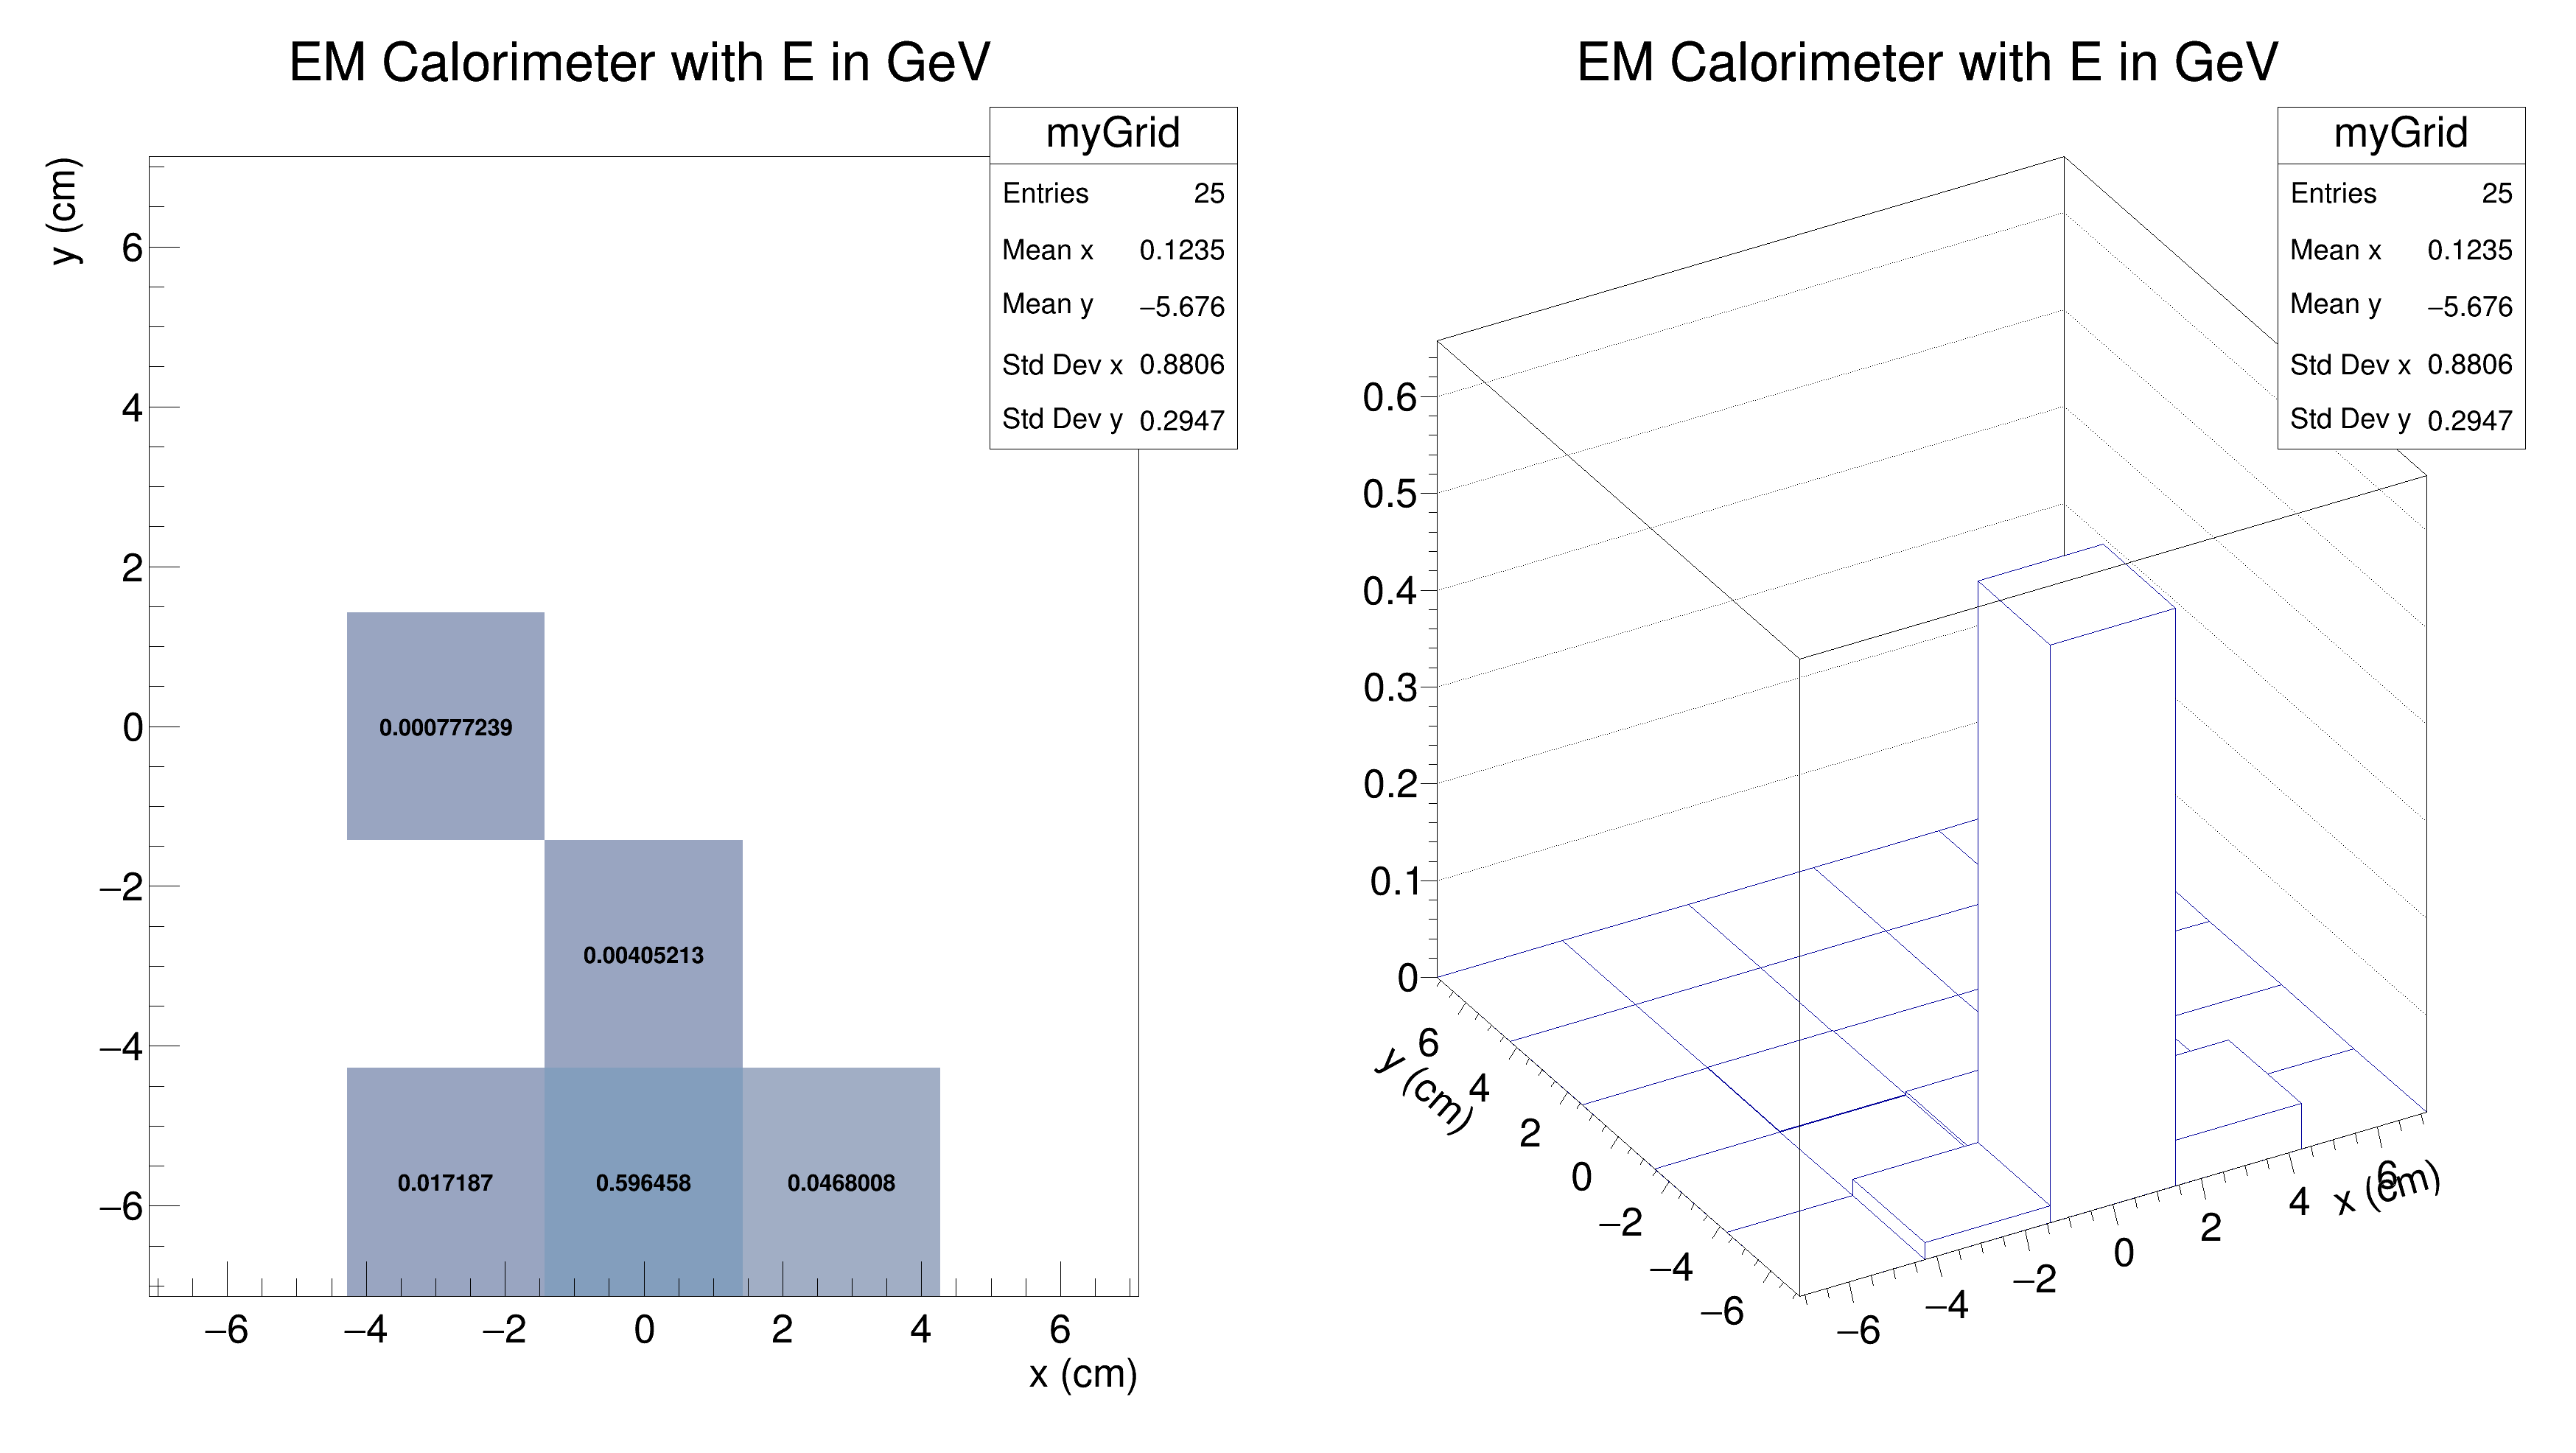 EM Calorimeter with E in GeV
myGrid
Entries 25
Mean x 0.1235
Mean y −5.676
Std Dev x 0.8806
Std Dev y 0.2947
y (cm)
6
4
2
0
−2
−4
−6
0.000777239
0.00405213
0.017187 0.596458 0.0468008
−6 −4 −2 0 2 4 6
x (cm)
EM Calorimeter with E in GeV
myGrid
Entries 25
Mean x 0.1235
Mean y −5.676
Std Dev x 0.8806
Std Dev y 0.2947
0.6
0.5
0.4
0.3
0.2
0.1
0
y (cm)
6
4
2
0
−2
−4
−6
−6 −4 −2 0 2 4 6
x (cm)